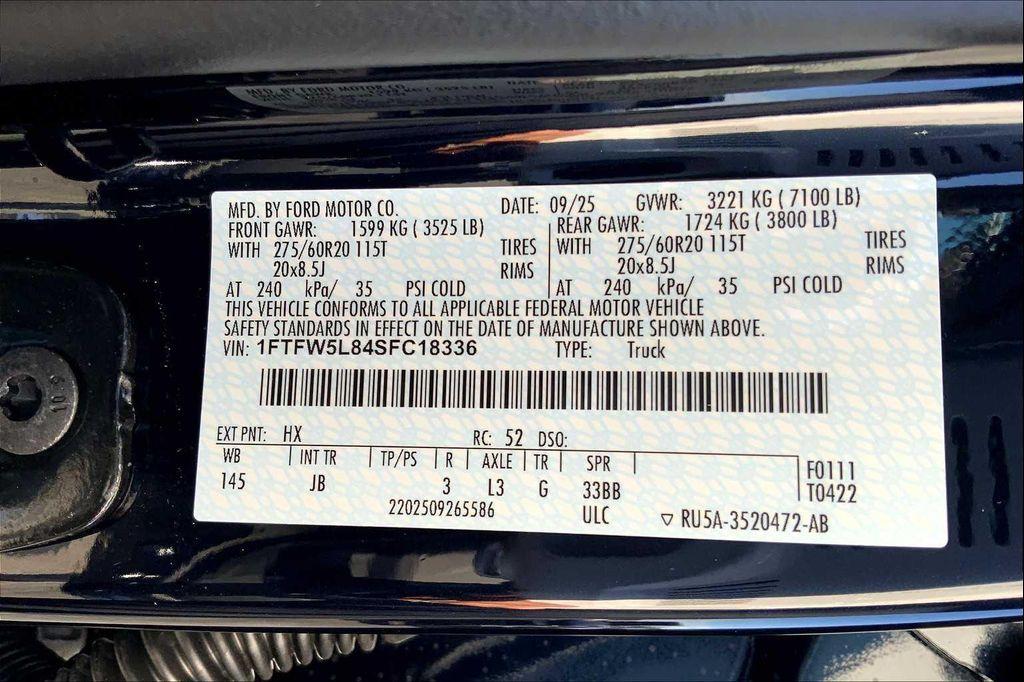 MFD. BY FORD MOTOR CO. DATE: 09/25 GVWR: 3221 KG ( 7100 LB)
FRONT GAWR: 1599 KG ( 3525 LB) REAR GAWR: 1724 KG ( 3800 LB)
WITH 275/60R20 115T TIRES WITH 275/60R20 115T TIRES
20x8.5J RIMS 20x8.5J RIMS
AT 240 kPa/ 35 PSI COLD AT 240 kPa/ 35 PSI COLD
THIS VEHICLE CONFORMS TO ALL APPLICABLE FEDERAL MOTOR VEHICLE
SAFETY STANDARDS IN EFFECT ON THE DATE OF MANUFACTURE SHOWN ABOVE.
VIN: 1FTFW5L84SFC18336 TYPE: Truck
EXT PNT: HX RC: 52 DSO:
WB INT TR TP/PS R AXLE TR SPR F0111
145 JB 3 L3 G 33BB T0422
2202509265586 ULC ▽ RU5A-3520472-AB
10.9